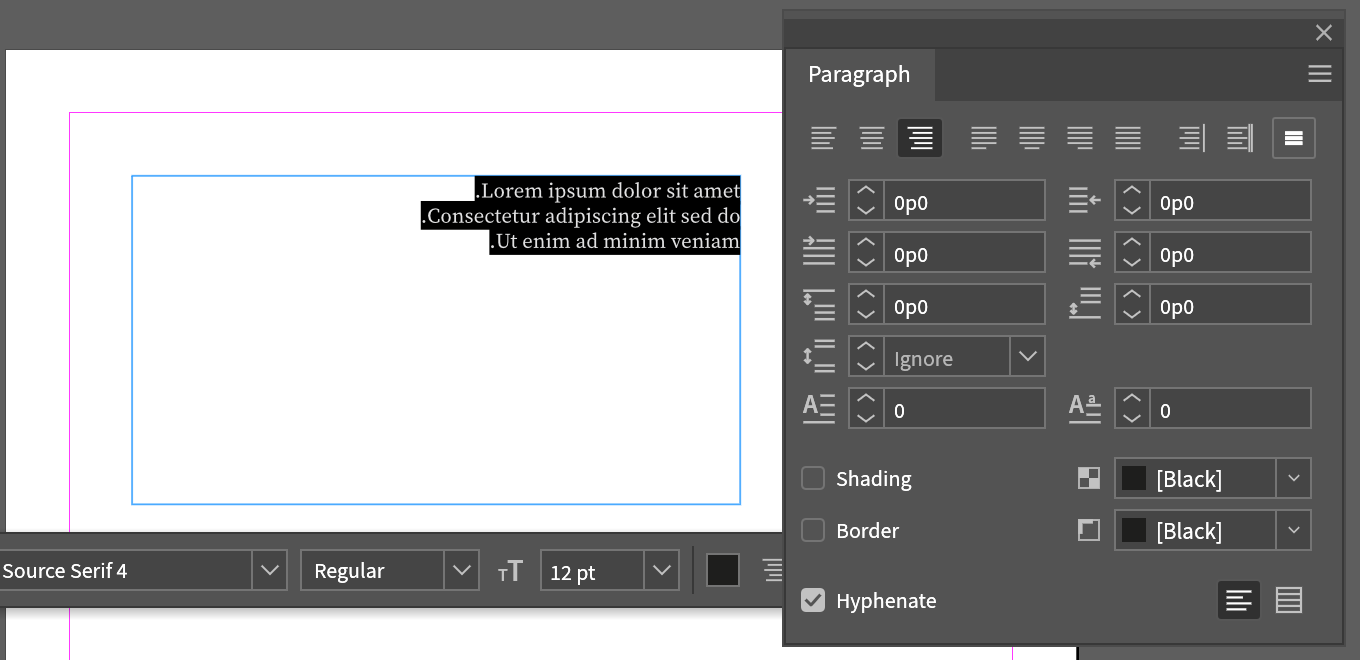 Paragraph
.Lorem ipsum dolor sit amet
.Consectetur adipiscing elit sed do
.Ut enim ad minim veniam
0p0 0p0
0p0 0p0
0p0 0p0
Ignore
0 0
Shading [Black]
Border [Black]
Hyphenate
Source Serif 4 Regular 12 pt